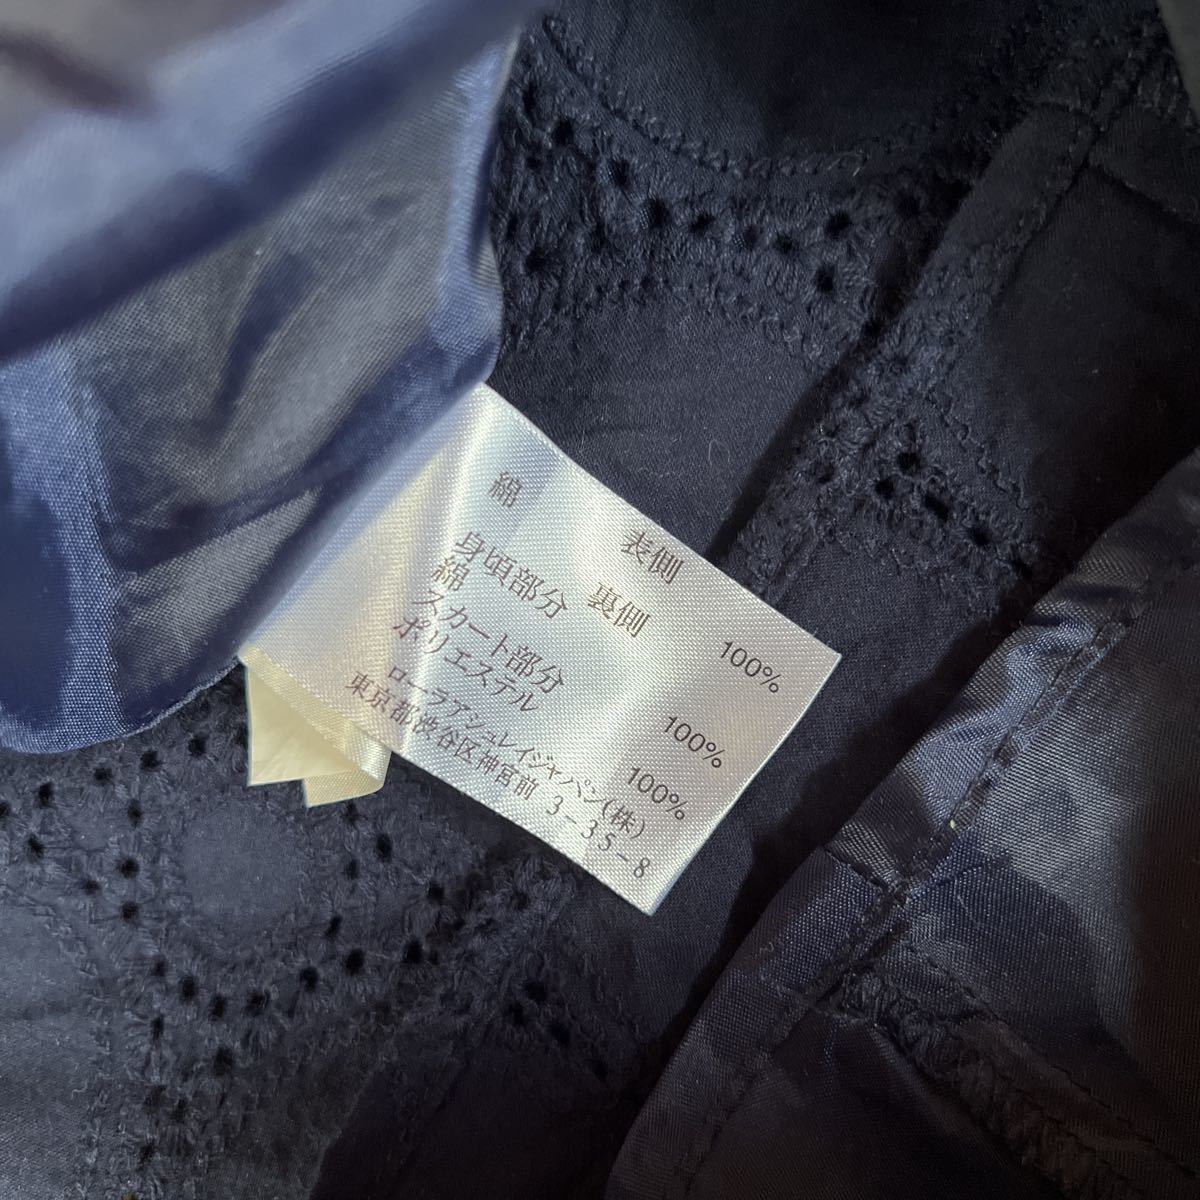 表側
綿 100%
裏側
身頃部分
綿 100%
スカート部分
ポリエステル 100%
ローラアシュレイジャパン(株)
東京都渋谷区神宮前 3-35-8